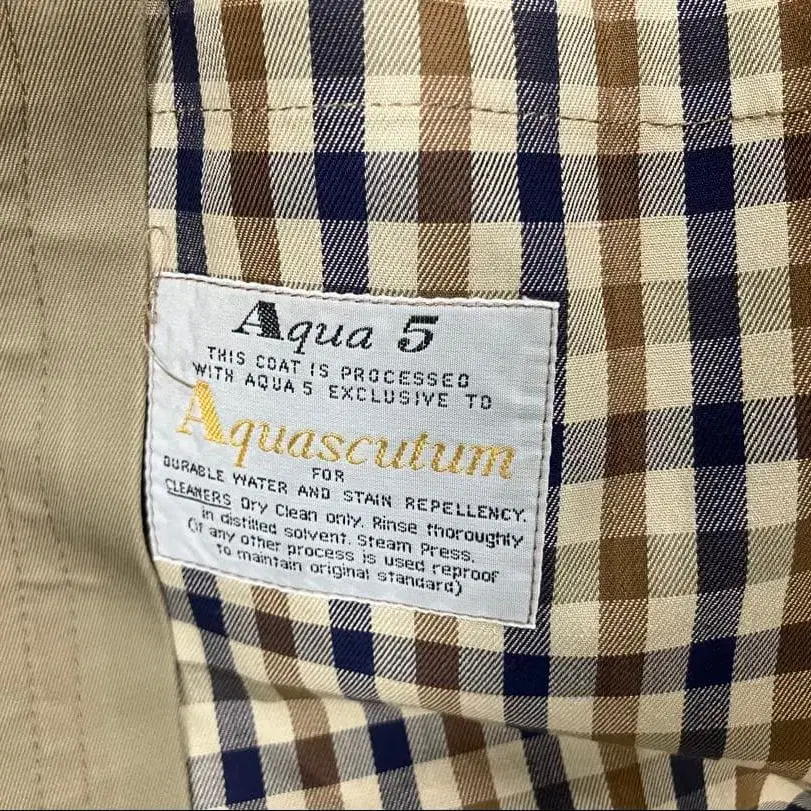 Aqua 5
THIS COAT IS PROCESSED
WITH AQUA 5 EXCLUSIVE TO
Aquascutum
FOR
DURABLE WATER AND STAIN REPELLENCY.
CLEANERS Dry Clean only. Rinse thoroughly
in distilled solvent. Steam Press.
(If any other process is used reproof
to maintain original standard)